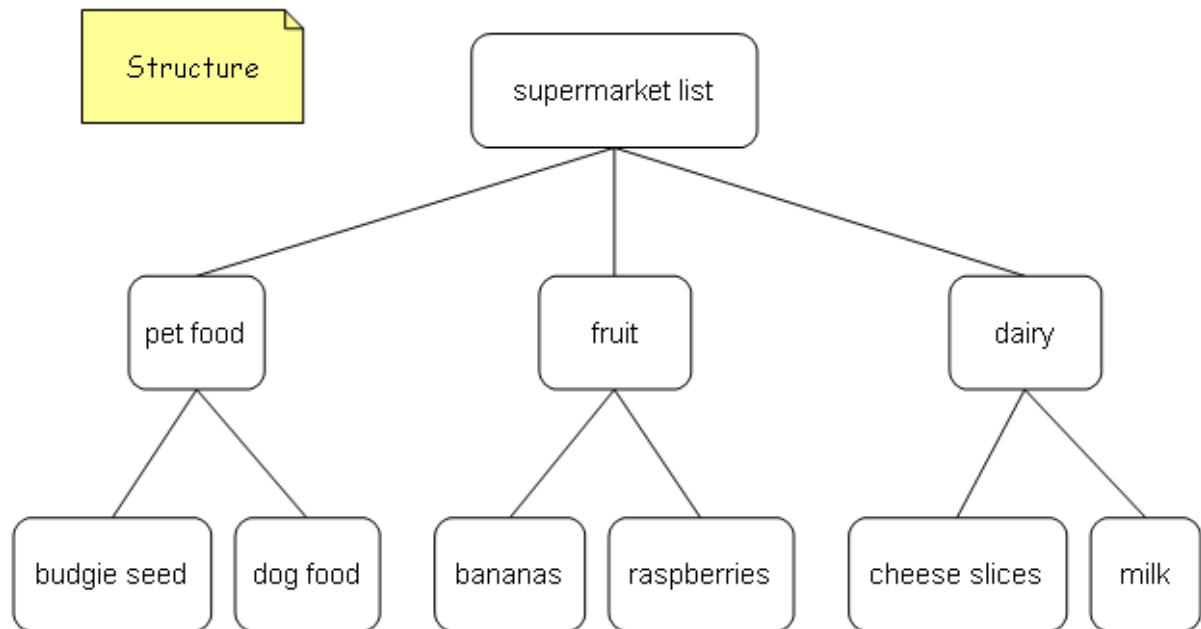 Structure
supermarket list
pet food
fruit
dairy
budgie seed
dog food
bananas
raspberries
cheese slices
milk